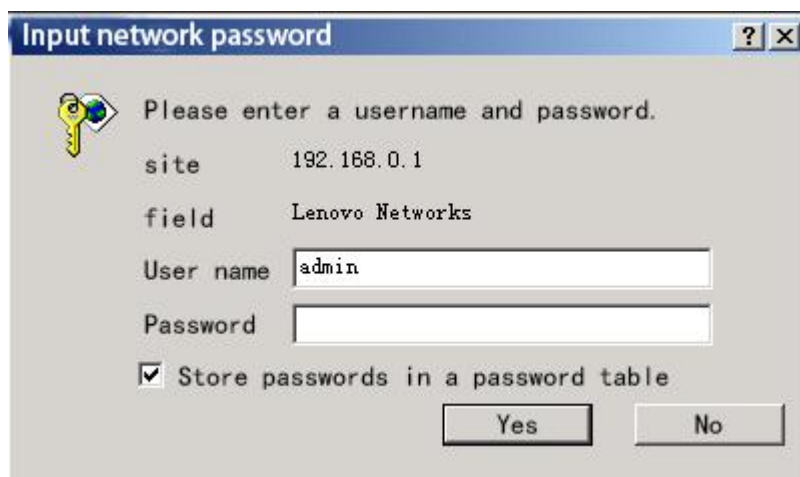 Input network password
Please enter a username and password.
site 192.168.0.1
field Lenovo Networks
User name admin
Password
Store passwords in a password table
Yes No